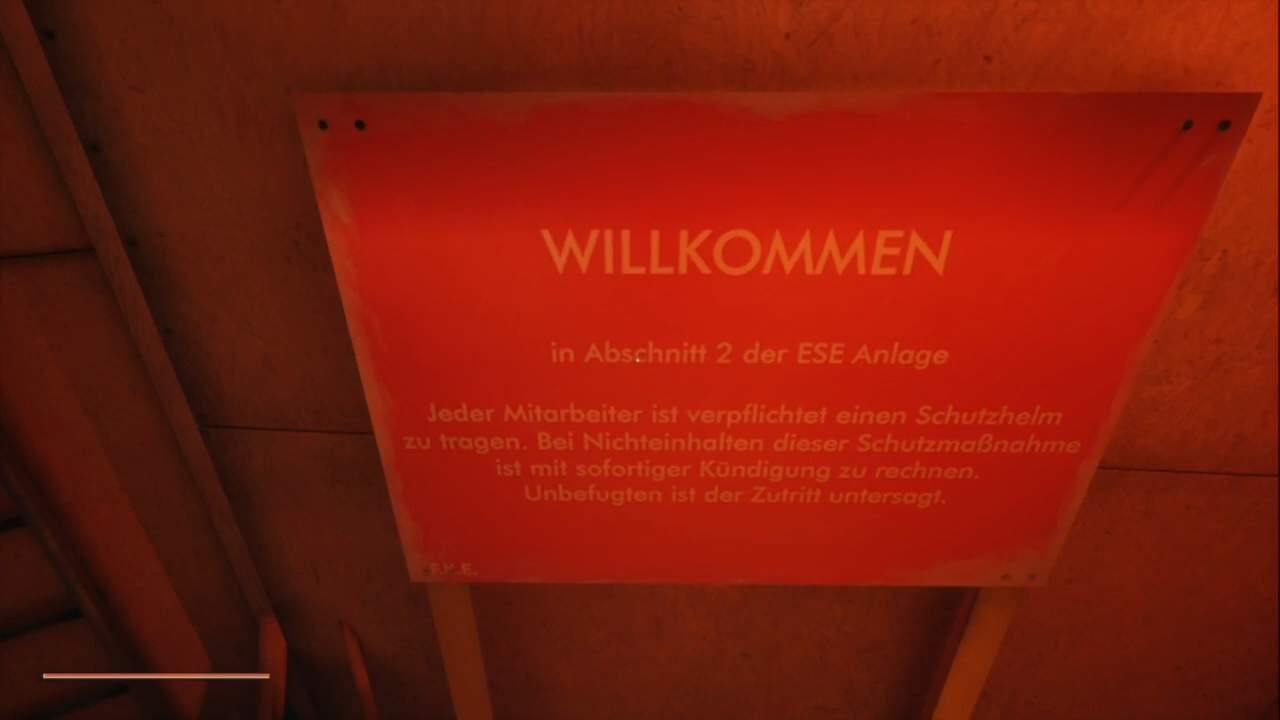 WILLKOMMEN
in Abschnitt 2 der ESE Anlage
Jeder Mitarbeiter ist verpflichtet einen Schutzhelm
zu tragen. Bei Nichteinhalten dieser Schutzmaßnahme
ist mit sofortiger Kündigung zu rechnen.
Unbefugten ist der Zutritt untersagt.